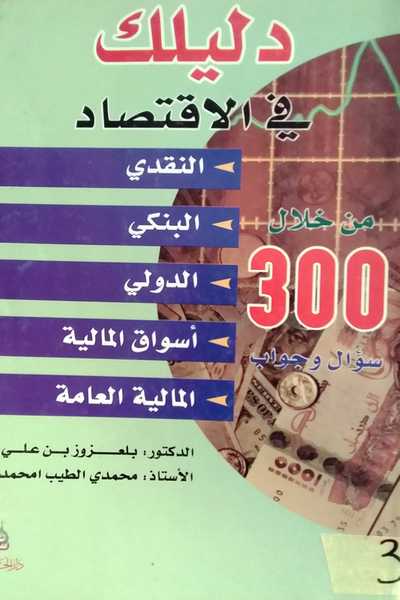 دليلك
في الاقتصاد
النقدي
البنكي
الدولي
أسواق المالية
المالية العامة
من خلال
300
سؤال وجواب
الدكتور: بلعزوز بن علي
الأستاذ: محمدي الطيب امحمد
3